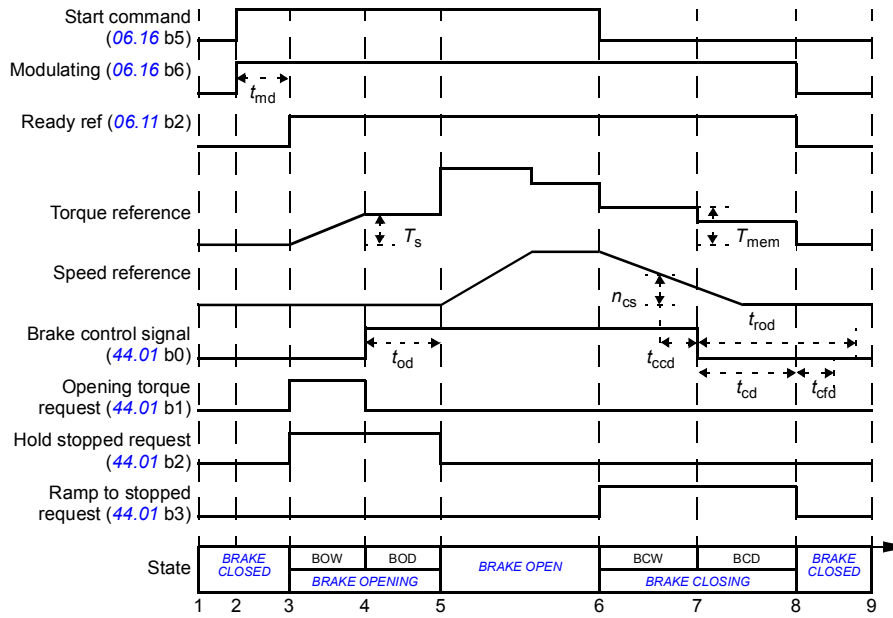 Start command
(06.16 b5)
Modulating (06.16 b6)
tmd
Ready ref (06.11 b2)
Torque reference
Ts
Tmem
Speed reference
ncs
trod
Brake control signal
(44.01 b0)
tod
tccd
tcd
tcfd
Opening torque
request (44.01 b1)
Hold stopped request
(44.01 b2)
Ramp to stopped
request (44.01 b3)
State
BRAKE
CLOSED
BOW
BOD
BRAKE OPENING
BRAKE OPEN
BCW
BCD
BRAKE CLOSING
BRAKE
CLOSED
1 2 3 4 5 6 7 8 9